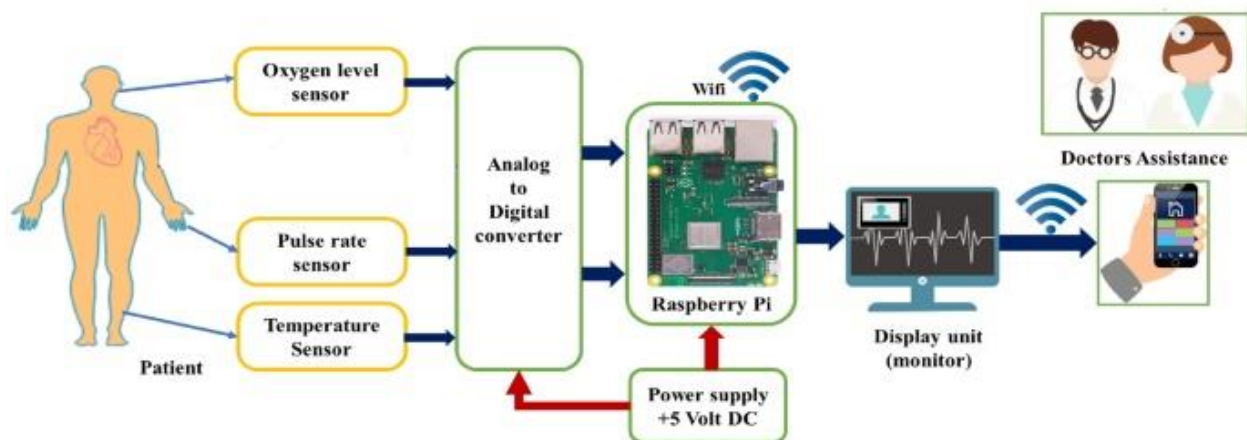 Oxygen level
sensor
Pulse rate
sensor
Temperature
Sensor
Patient
Analog
to
Digital
converter
Wifi
Raspberry Pi
Power supply
+5 Volt DC
Display unit
(monitor)
Doctors Assistance